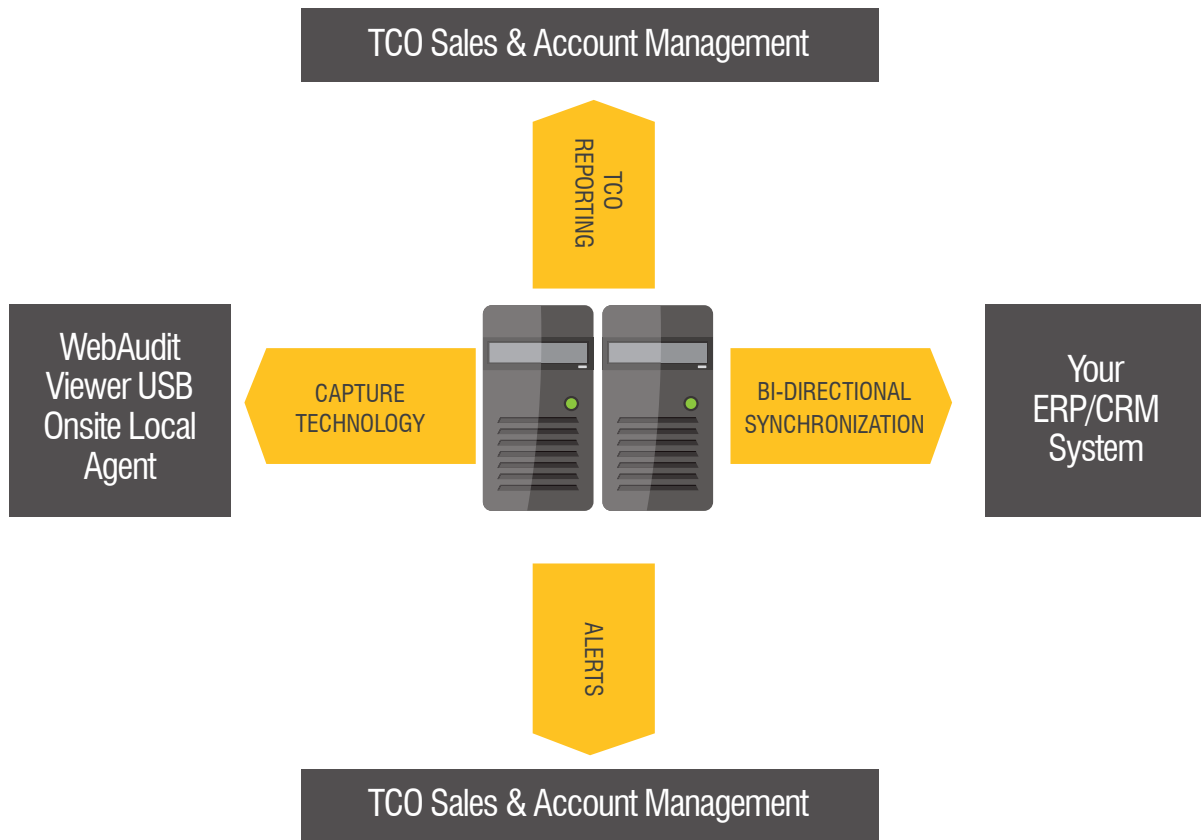 TCO Sales & Account Management
TCO
REPORTING
WebAudit
Viewer USB
Onsite Local
Agent
CAPTURE
TECHNOLOGY
BI-DIRECTIONAL
SYNCHRONIZATION
Your
ERP/CRM
System
ALERTS
TCO Sales & Account Management